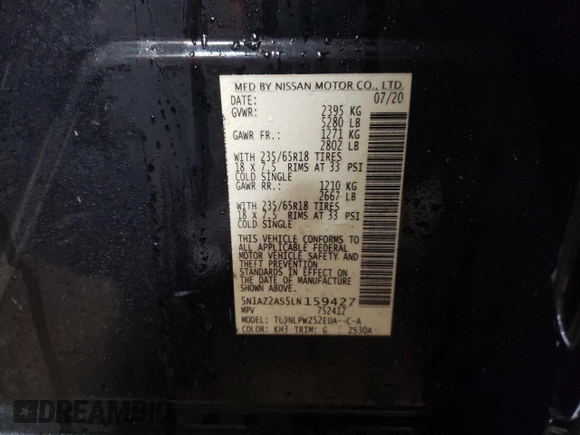 MFD BY NISSAN MOTOR CO., LTD.
DATE: 07/20
GVWR: 2395 KG
5280 LB
GAWR FR.: 1271 KG
2802 LB
WITH 235/65R18 TIRES
18 X 7.5 RIMS AT 33 PSI
COLD SINGLE
GAWR RR.: 1210 KG
2667 LB
WITH 235/65R18 TIRES
18 X 7.5 RIMS AT 33 PSI
COLD SINGLE
THIS VEHICLE CONFORMS TO
ALL APPLICABLE FEDERAL
MOTOR VEHICLE SAFETY AND
THEFT PREVENTION
STANDARDS IN EFFECT ON
THE DATE OF MANUFACTURE
SHOWN ABOVE.
5N1AZ2AS5LN159427
MPV 752412
MODEL: TLJNLPWZ52EUA--C-A
COLOR: KH3 TRIM: G 2530A
DREAMBID